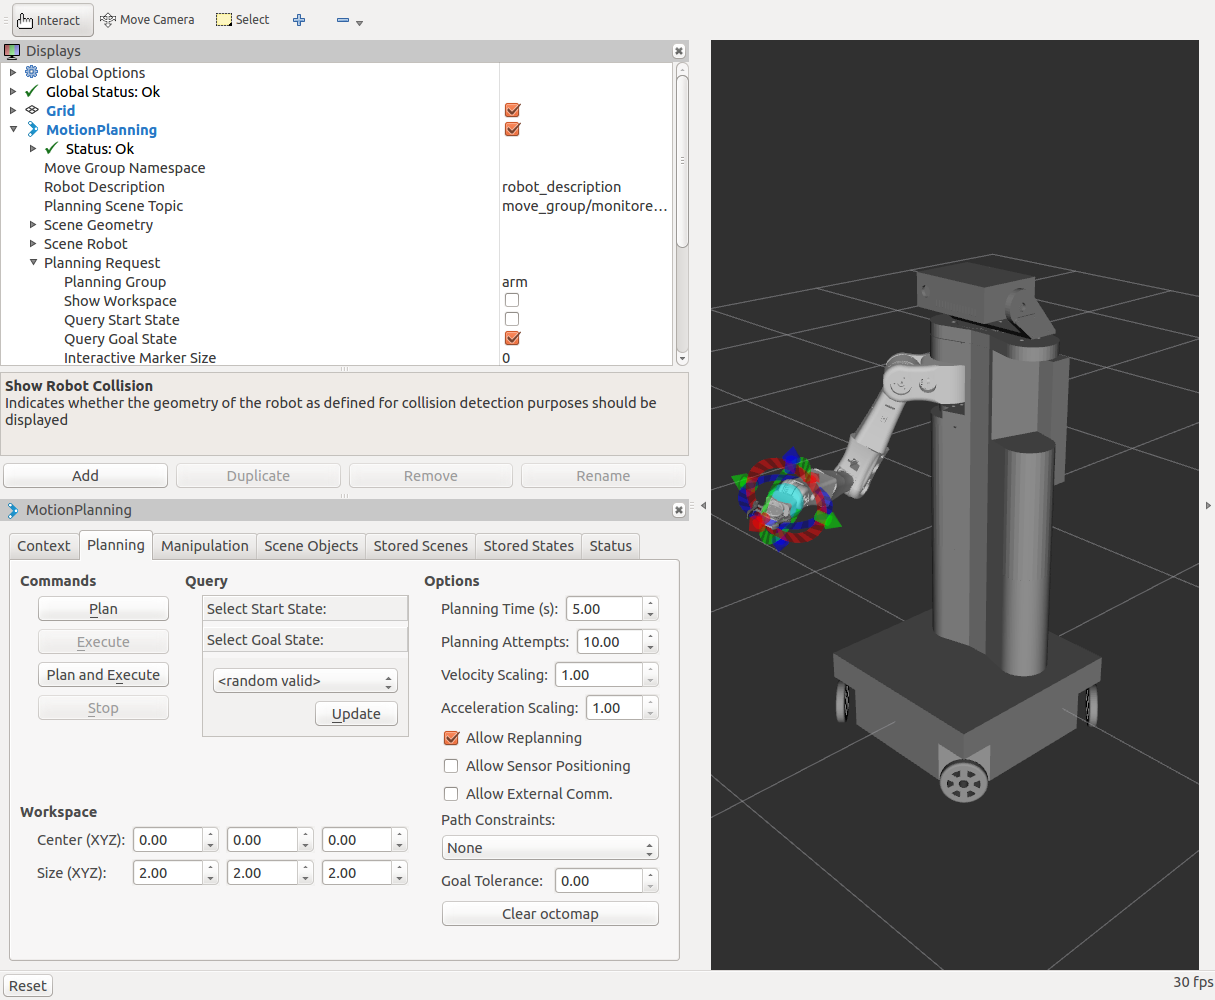 Interact Move Camera Select
Displays
Global Options
Global Status: Ok
Grid
MotionPlanning
Status: Ok
Move Group Namespace
Robot Description robot_description
Planning Scene Topic move_group/monitore...
Scene Geometry
Scene Robot
Planning Request
Planning Group arm
Show Workspace
Query Start State
Query Goal State
Interactive Marker Size 0
Show Robot Collision
Indicates whether the geometry of the robot as defined for collision detection purposes should be
displayed
Add Duplicate Remove Rename
MotionPlanning
Context Planning Manipulation Scene Objects Stored Scenes Stored States Status
Commands
Plan
Execute
Plan and Execute
Stop
Query
Select Start State:
Select Goal State:
<random valid>
Update
Options
Planning Time (s): 5.00
Planning Attempts: 10.00
Velocity Scaling: 1.00
Acceleration Scaling: 1.00
Allow Replanning
Allow Sensor Positioning
Allow External Comm.
Path Constraints:
None
Goal Tolerance: 0.00
Clear octomap
Workspace
Center (XYZ): 0.00 0.00 0.00
Size (XYZ): 2.00 2.00 2.00
Reset
30 fps